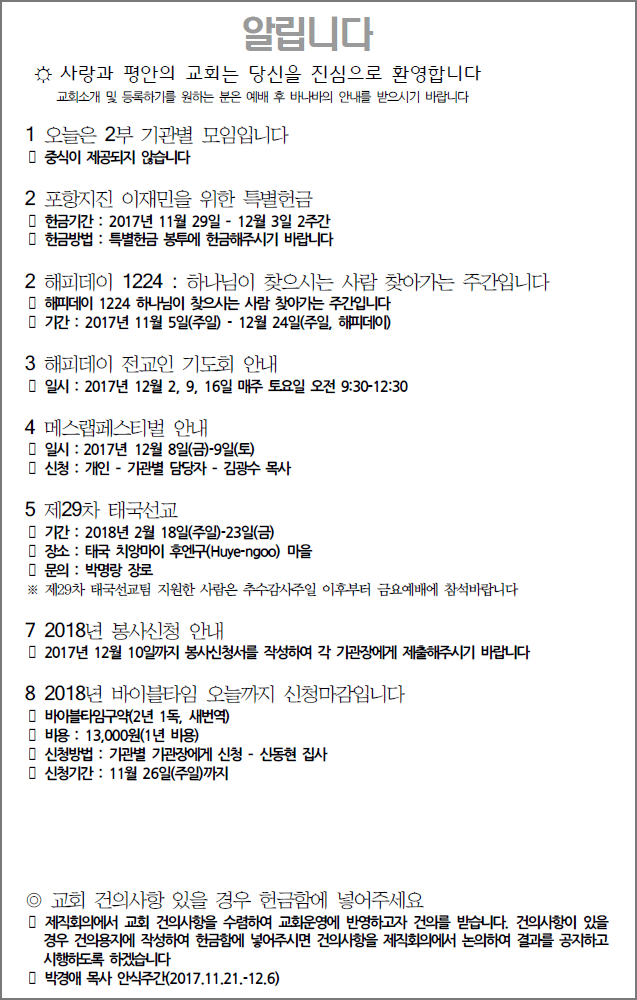 알립니다
☼ 사랑과 평안의 교회는 당신을 진심으로 환영합니다
교회소개 및 등록하기를 원하는 분은 예배 후 바나바의 안내를 받으시기 바랍니다
1 오늘은 2부 기관별 모임입니다
▯ 중식이 제공되지 않습니다
2 포항지진 이재민을 위한 특별헌금
▯ 헌금기간 : 2017년 11월 29일 - 12월 3일 2주간
▯ 헌금방법 : 특별헌금 봉투에 헌금해주시기 바랍니다
2 해피데이 1224 : 하나님이 찾으시는 사람 찾아가는 주간입니다
▯ 해피데이 1224 하나님이 찾으시는 사람 찾아가는 주간입니다
▯ 기간 : 2017년 11월 5일(주일) - 12월 24일(주일, 해피데이)
3 해피데이 전교인 기도회 안내
▯ 일시 : 2017년 12월 2, 9, 16일 매주 토요일 오전 9:30-12:30
4 메스랩페스티벌 안내
▯ 일시 : 2017년 12월 8일(금)-9일(토)
▯ 신청 : 개인 - 기관별 담당자 - 김광수 목사
5 제29차 태국선교
▯ 기간 : 2018년 2월 18일(주일)-23일(금)
▯ 장소 : 태국 치앙마이 후엔구(Huye-ngoo) 마을
▯ 문의 : 박명랑 장로
※ 제29차 태국선교팀 지원한 사람은 추수감사주일 이후부터 금요예배에 참석바랍니다
7 2018년 봉사신청 안내
▯ 2017년 12월 10일까지 봉사신청서를 작성하여 각 기관장에게 제출해주시기 바랍니다
8 2018년 바이블타임 오늘까지 신청마감입니다
▯ 바이블타임구약(2년 1독, 새번역)
▯ 비용 : 13,000원(1년 비용)
▯ 신청방법 : 기관별 기관장에게 신청 - 신동현 집사
▯ 신청기간 : 11월 26일(주일)까지
◎ 교회 건의사항 있을 경우 헌금함에 넣어주세요
▯ 제직회의에서 교회 건의사항을 수렴하여 교회운영에 반영하고자 건의를 받습니다. 건의사항이 있을
경우 건의용지에 작성하여 헌금함에 넣어주시면 건의사항을 제직회의에서 논의하여 결과를 공지하고
시행하도록 하겠습니다
▯ 박경애 목사 안식주간(2017.11.21.-12.6)